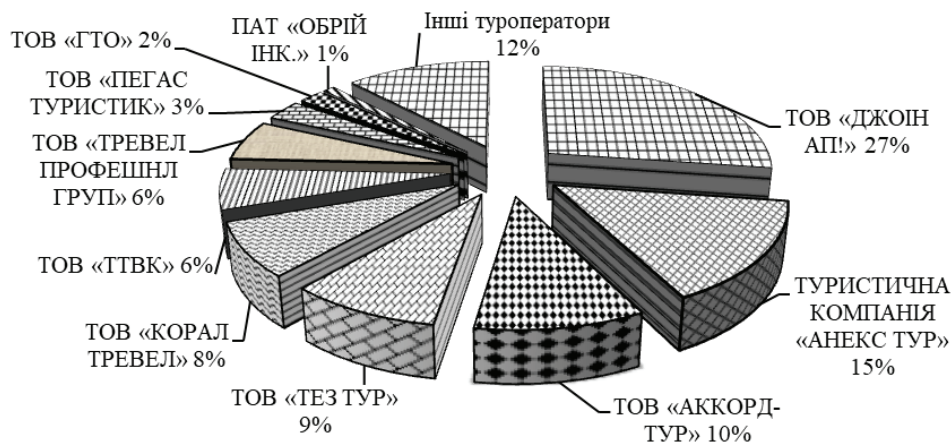 Інші туроператори
12%
ПАТ «ОБРІЙ
ІНК.» 1%
ТОВ «ГТО» 2%
ТОВ «ПЕГАС
ТУРИСТИК» 3%
ТОВ «ТРЕВЕЛ
ПРОФЕШНЛ
ГРУП» 6%
ТОВ «ТТВК» 6%
ТОВ «КОРАЛ
ТРЕВЕЛ» 8%
ТОВ «ТЕЗ ТУР»
9%
ТОВ «АККОРД-
ТУР» 10%
ТУРИСТИЧНА
КОМПАНІЯ
«АНЕКС ТУР»
15%
ТОВ «ДЖОІН
АП!» 27%